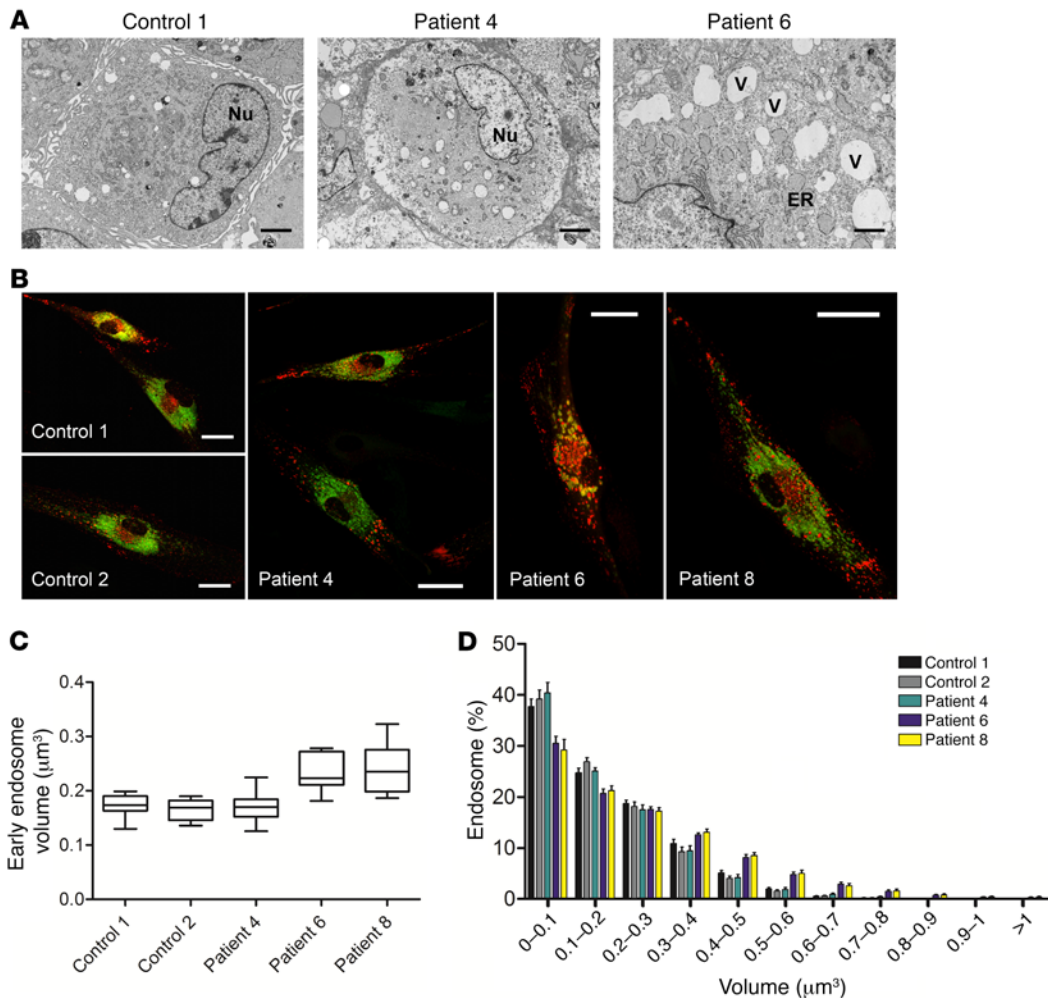 A
Control 1
Patient 4
Patient 6
Nu
Nu
V
V
V
ER
B
Control 1
Control 2
Patient 4
Patient 6
Patient 8
C
Early endosome
volume (μm³)
0.4
0.3
0.2
0.1
0.0
Control 1
Control 2
Patient 4
Patient 6
Patient 8
D
Endosome (%)
50
40
30
20
10
0
Control 1
Control 2
Patient 4
Patient 6
Patient 8
0–0.1
0.1–0.2
0.2–0.3
0.3–0.4
0.4–0.5
0.5–0.6
0.6–0.7
0.7–0.8
0.8–0.9
0.9–1
>1
Volume (μm³)